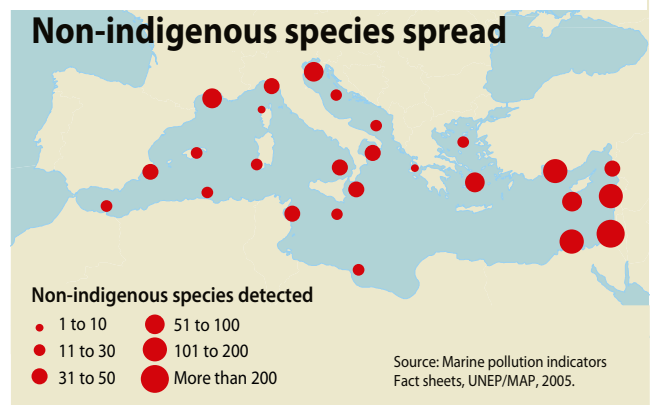 Non-indigenous species spread
Non-indigenous species detected
1 to 10
11 to 30
31 to 50
51 to 100
101 to 200
More than 200
Source: Marine pollution indicators
Fact sheets, UNEP/MAP, 2005.